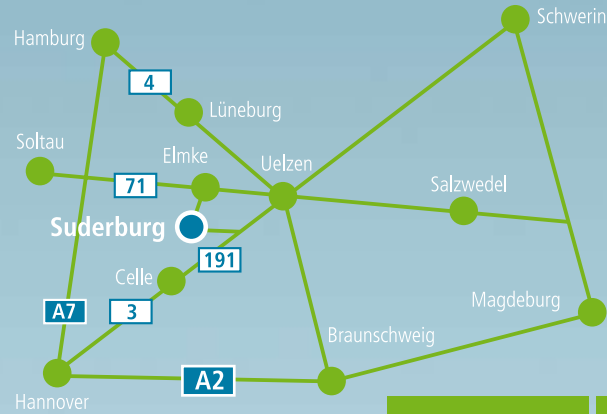 Schwerin
Hamburg
4
Lüneburg
Soltau
Elmke
Uelzen
71
Salzwedel
Suderburg
191
Celle
A7
3
Magdeburg
Braunschweig
A2
Hannover